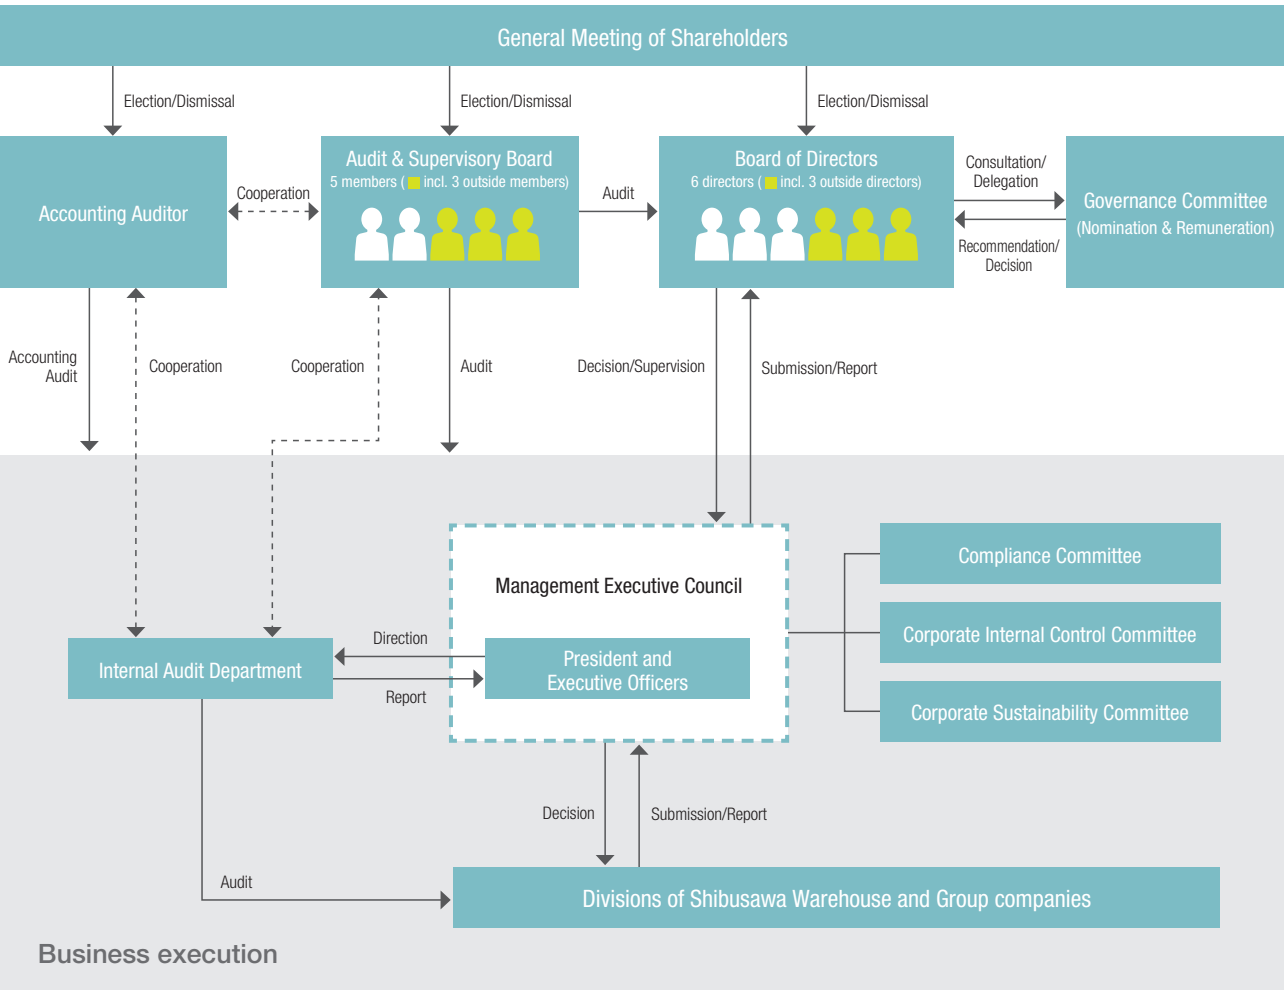 General Meeting of Shareholders
Election/Dismissal
Election/Dismissal
Election/Dismissal
Accounting Auditor
Cooperation
Audit & Supervisory Board
5 members ( incl. 3 outside members)
Audit
Board of Directors
6 directors ( incl. 3 outside directors)
Consultation/
Delegation
Recommendation/
Decision
Governance Committee
(Nomination & Remuneration)
Accounting
Audit
Cooperation
Cooperation
Audit
Decision/Supervision
Submission/Report
Management Executive Council
President and
Executive Officers
Direction
Report
Internal Audit Department
Compliance Committee
Corporate Internal Control Committee
Corporate Sustainability Committee
Decision
Submission/Report
Audit
Divisions of Shibusawa Warehouse and Group companies
Business execution